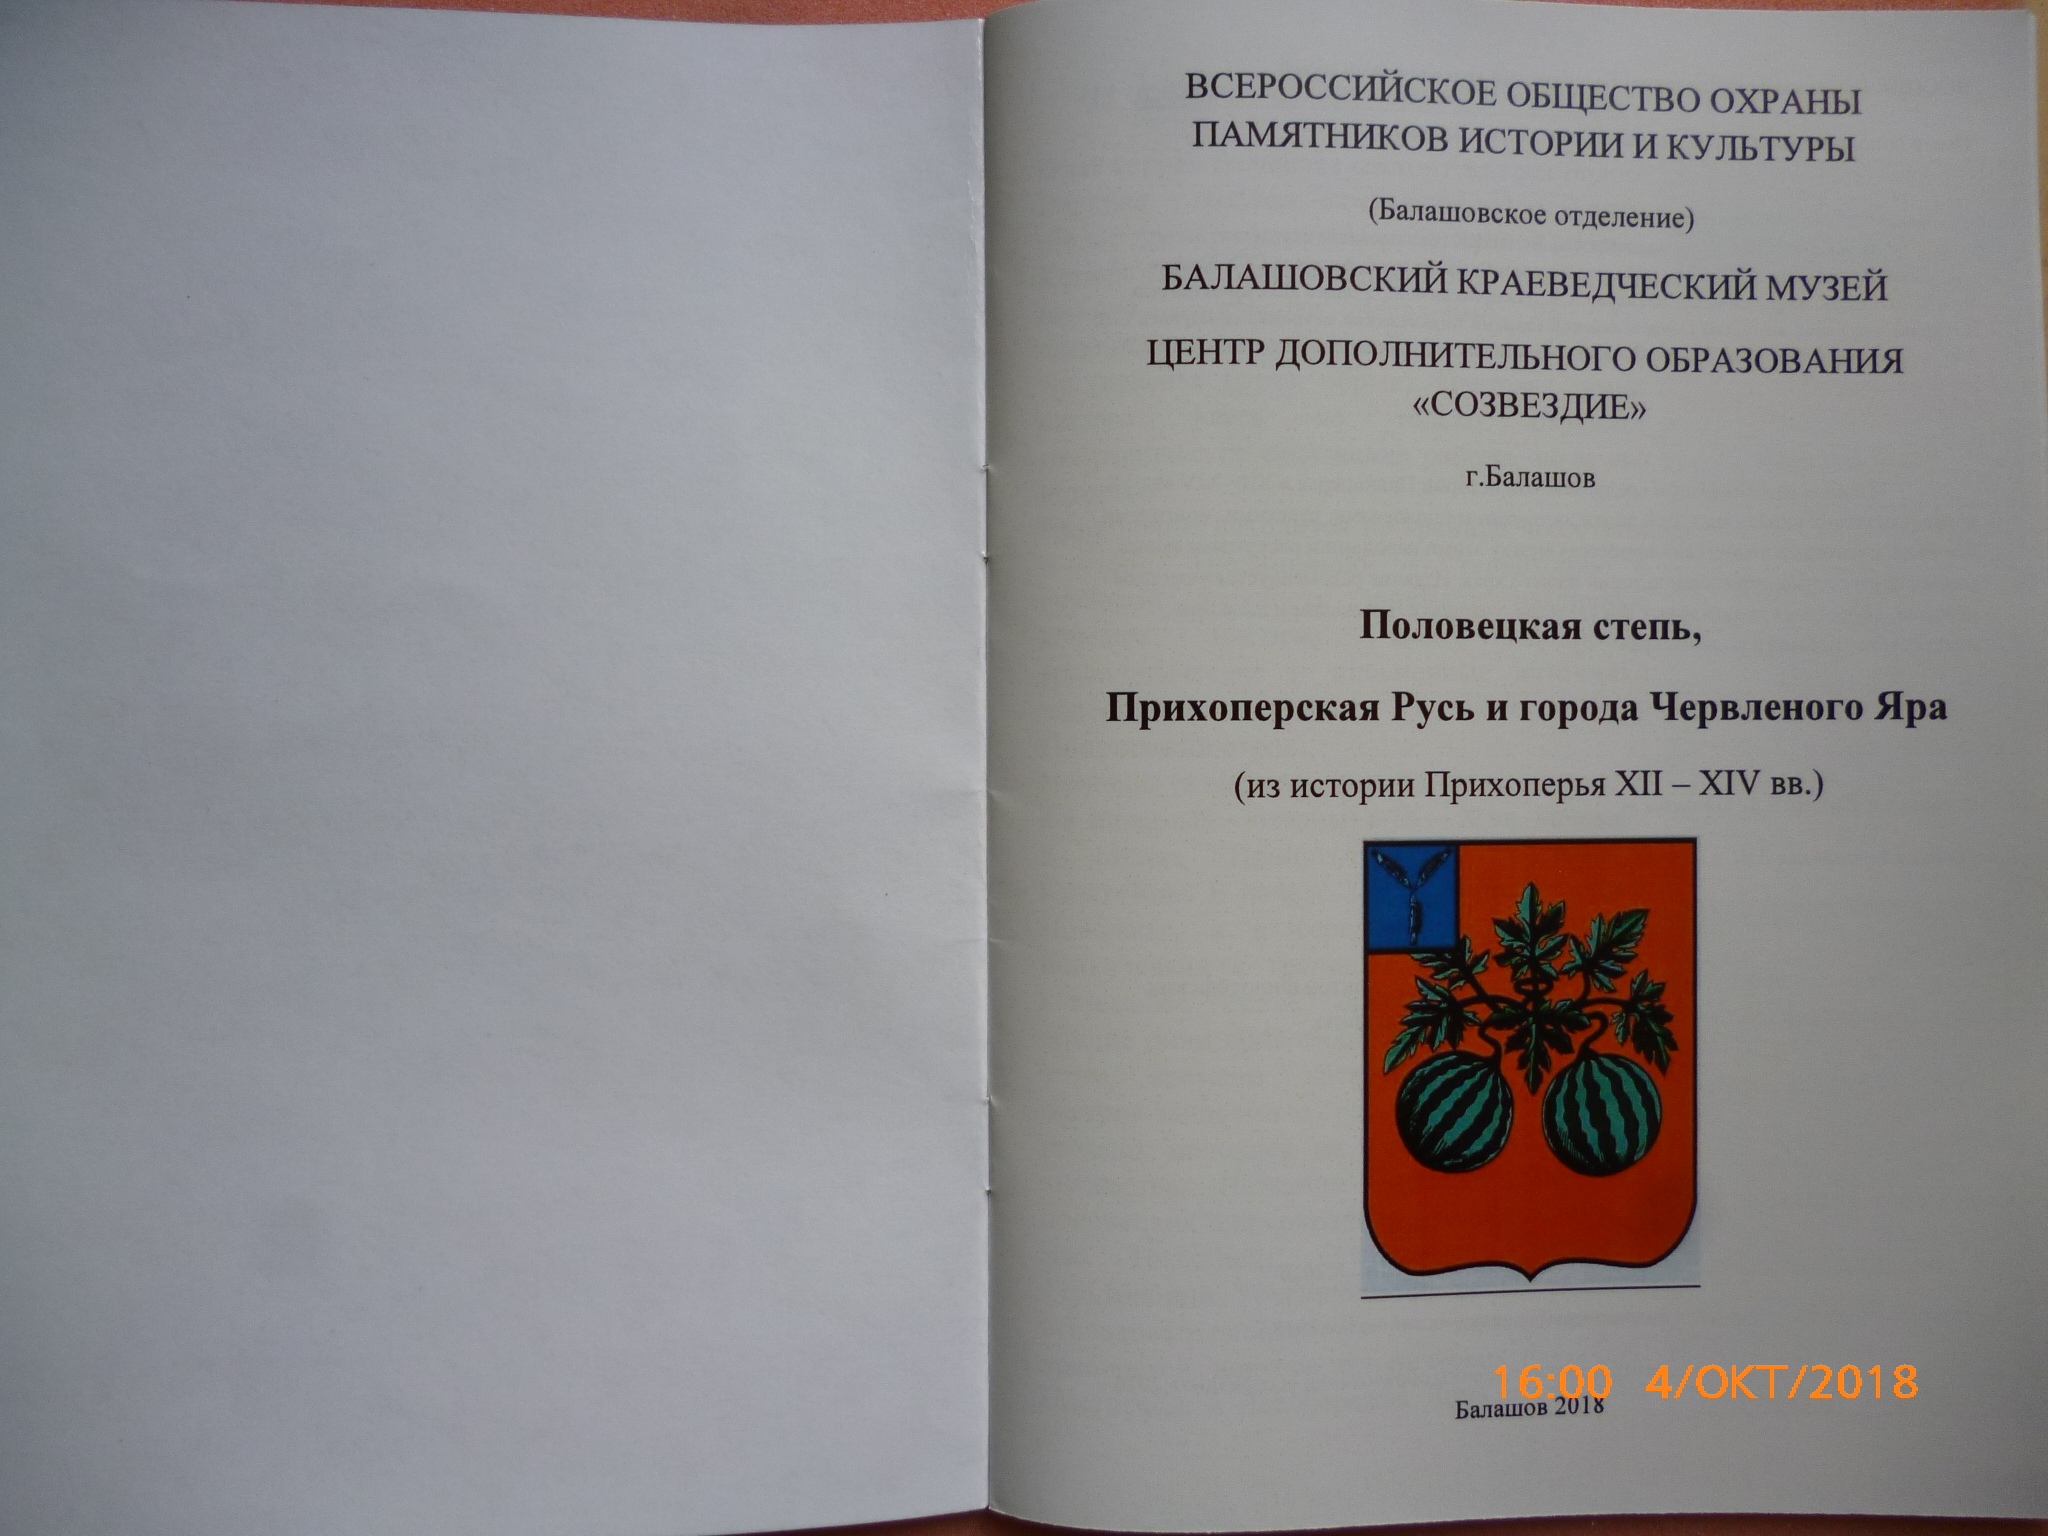 ВСЕРОССИЙСКОЕ ОБЩЕСТВО ОХРАНЫ
ПАМЯТНИКОВ ИСТОРИИ И КУЛЬТУРЫ
(Балашовское отделение)
БАЛАШОВСКИЙ КРАЕВЕДЧЕСКИЙ МУЗЕЙ
ЦЕНТР ДОПОЛНИТЕЛЬНОГО ОБРАЗОВАНИЯ
«СОЗВЕЗДИЕ»
г.Балашов
Половецкая степь,
Прихоперская Русь и города Червленого Яра
(из истории Прихоперья XII – XIV вв.)
16:00 4/ОКТ/2018
Балашов 2018